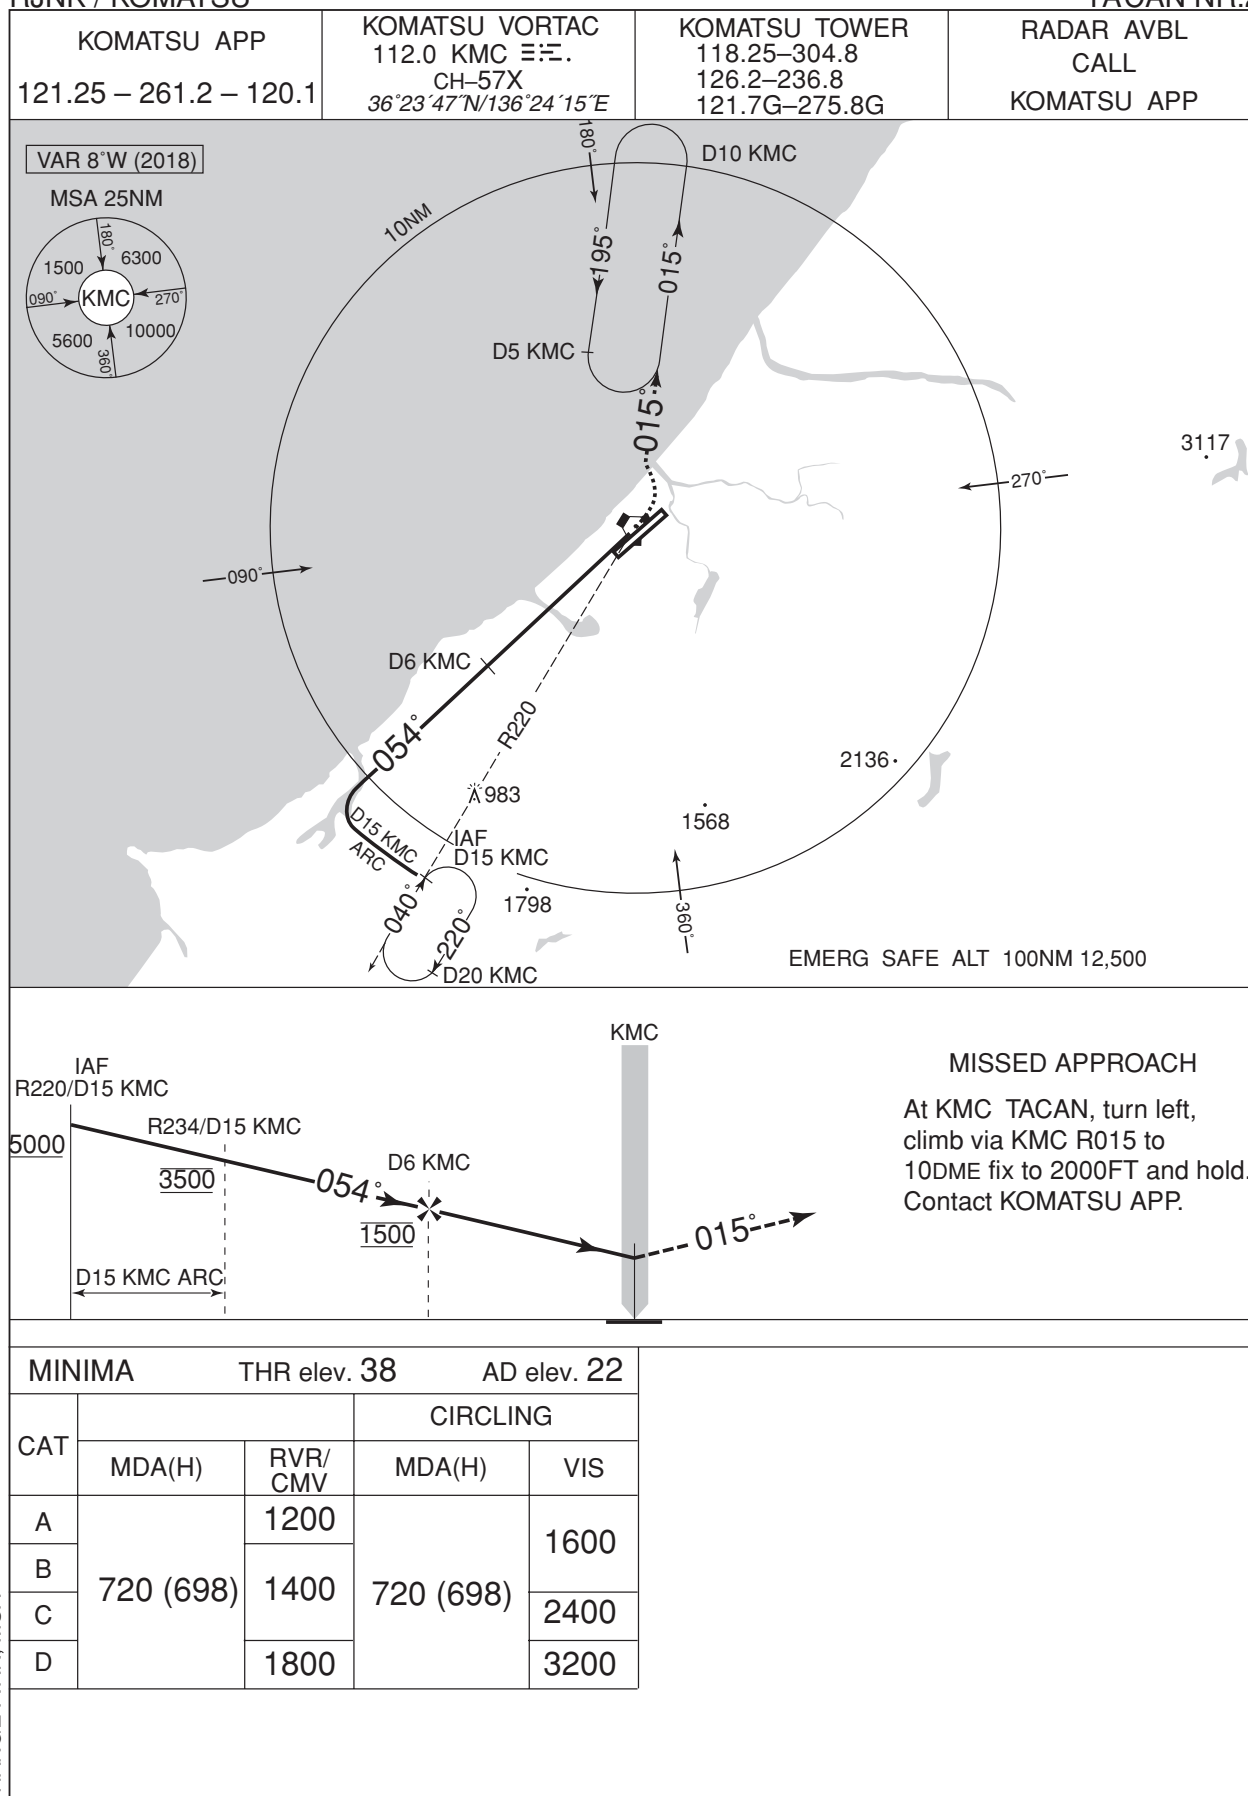 RJNK / KOMATSU
TACAN NR.
KOMATSU APP
121.25 – 261.2 – 120.1
KOMATSU VORTAC
112.0 KMC
CH–57X
36°23´47˝N/136°24´15˝E
KOMATSU TOWER
118.25–304.8
126.2–236.8
121.7G–275.8G
RADAR AVBL
CALL
KOMATSU APP
VAR 8°W (2018)
MSA 25NM
180°
1500
6300
090°
KMC
270°
5600
10000
360°
10NM
180°
D10 KMC
195°
015°
D5 KMC
015°
3117
270°
090°
D6 KMC
R220
054°
2136
983
1568
D15 KMC
ARC
IAF
D15 KMC
1798
040°
220°
360°
D20 KMC
EMERG SAFE ALT 100NM 12,500
KMC
IAF
R220/D15 KMC
5000
R234/D15 KMC
3500
054°
D6 KMC
1500
015°
D15 KMC ARC
MISSED APPROACH
At KMC TACAN, turn left,
climb via KMC R015 to
10DME fix to 2000FT and hold.
Contact KOMATSU APP.
MINIMA THR elev. 38 AD elev. 22
CAT
CIRCLING
MDA(H)
RVR/
CMV
MDA(H)
VIS
A
1200
1600
B
720 (698)
1400
720 (698)
C
2400
D
1800
3200